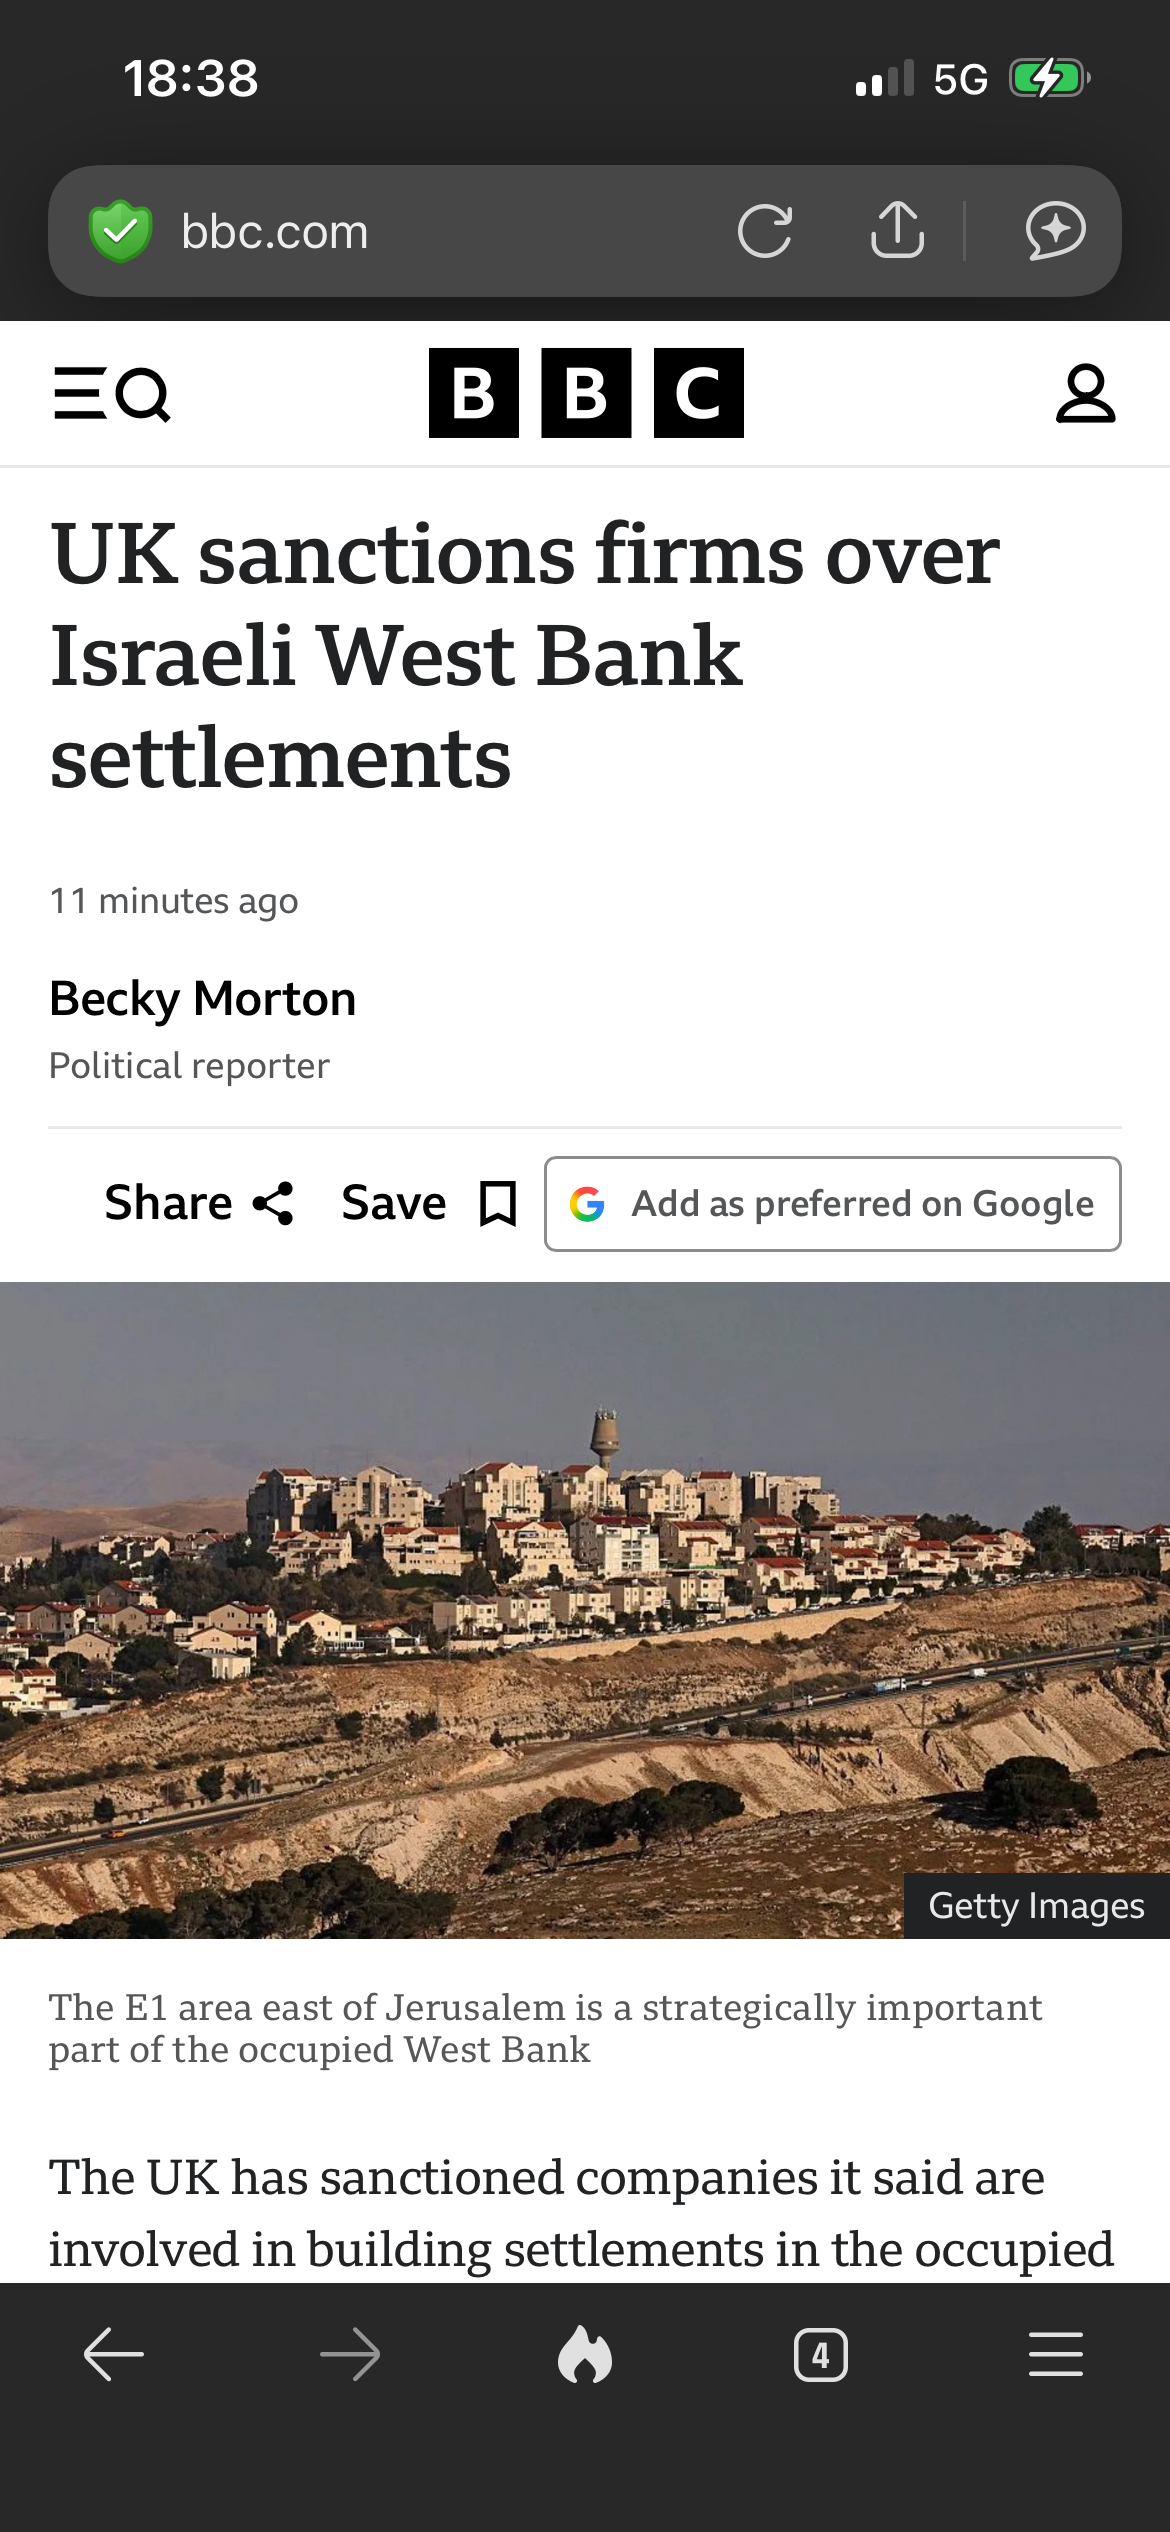 18:38
5G
bbc.com
BBC
UK sanctions firms over
Israeli West Bank
settlements
11 minutes ago
Becky Morton
Political reporter
Share Save Add as preferred on Google
Getty Images
The E1 area east of Jerusalem is a strategically important
part of the occupied West Bank
The UK has sanctioned companies it said are
involved in building settlements in the occupied
4